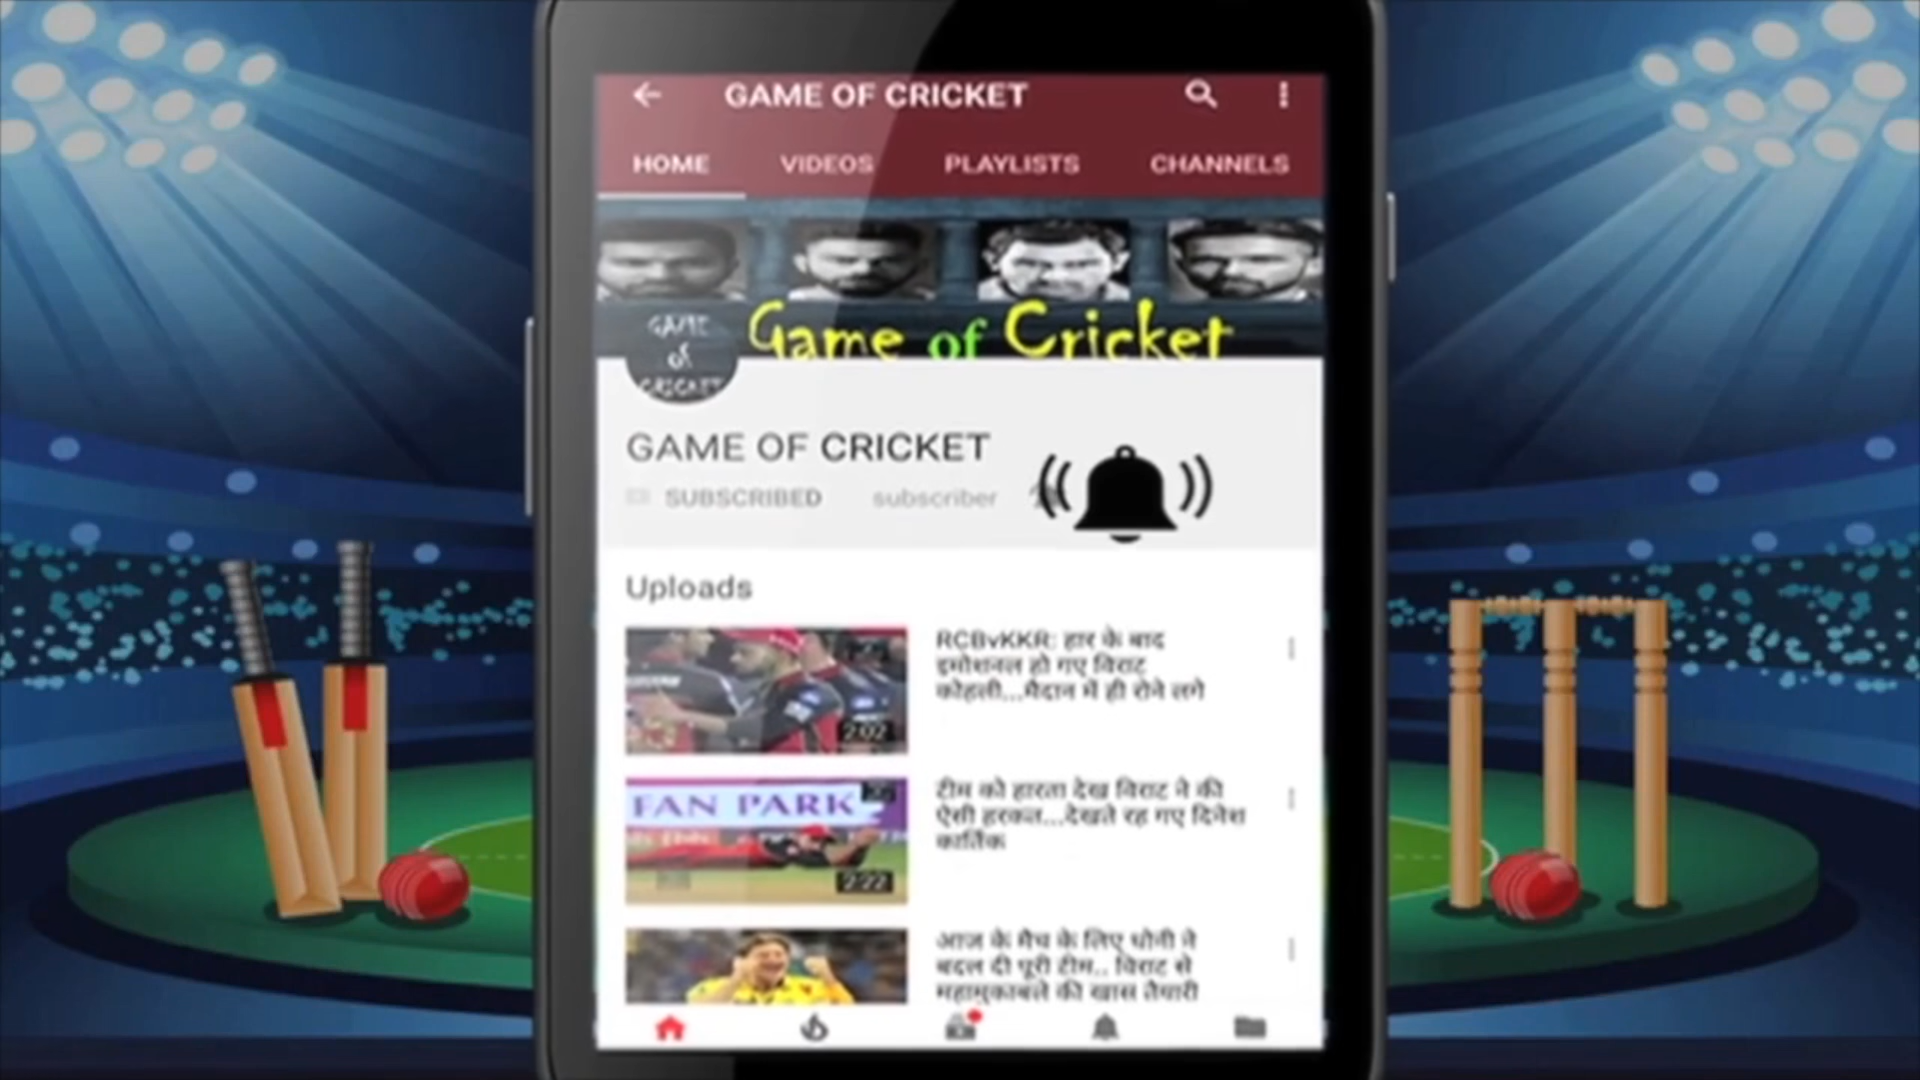 GAME OF CRICKET
HOME VIDEOS PLAYLISTS CHANNELS
Game of Cricket
GAME
of
CRICKET
GAME OF CRICKET
SUBSCRIBED subscriber
Uploads
RCBvKKR: हार के बाद
इमोशनल हो गए विराट
कोहली...मैदान में ही रोने लगे
2:02
FAN PARK
टीम को हारता देख विराट ने की
ऐसी हरकत...देखते रह गए दिनेश
कार्तिक
2:22
आज के मैच के लिए धोनी ने
बदल दी पूरी टीम.. विराट से
महामुकाबले की खास तैयारी